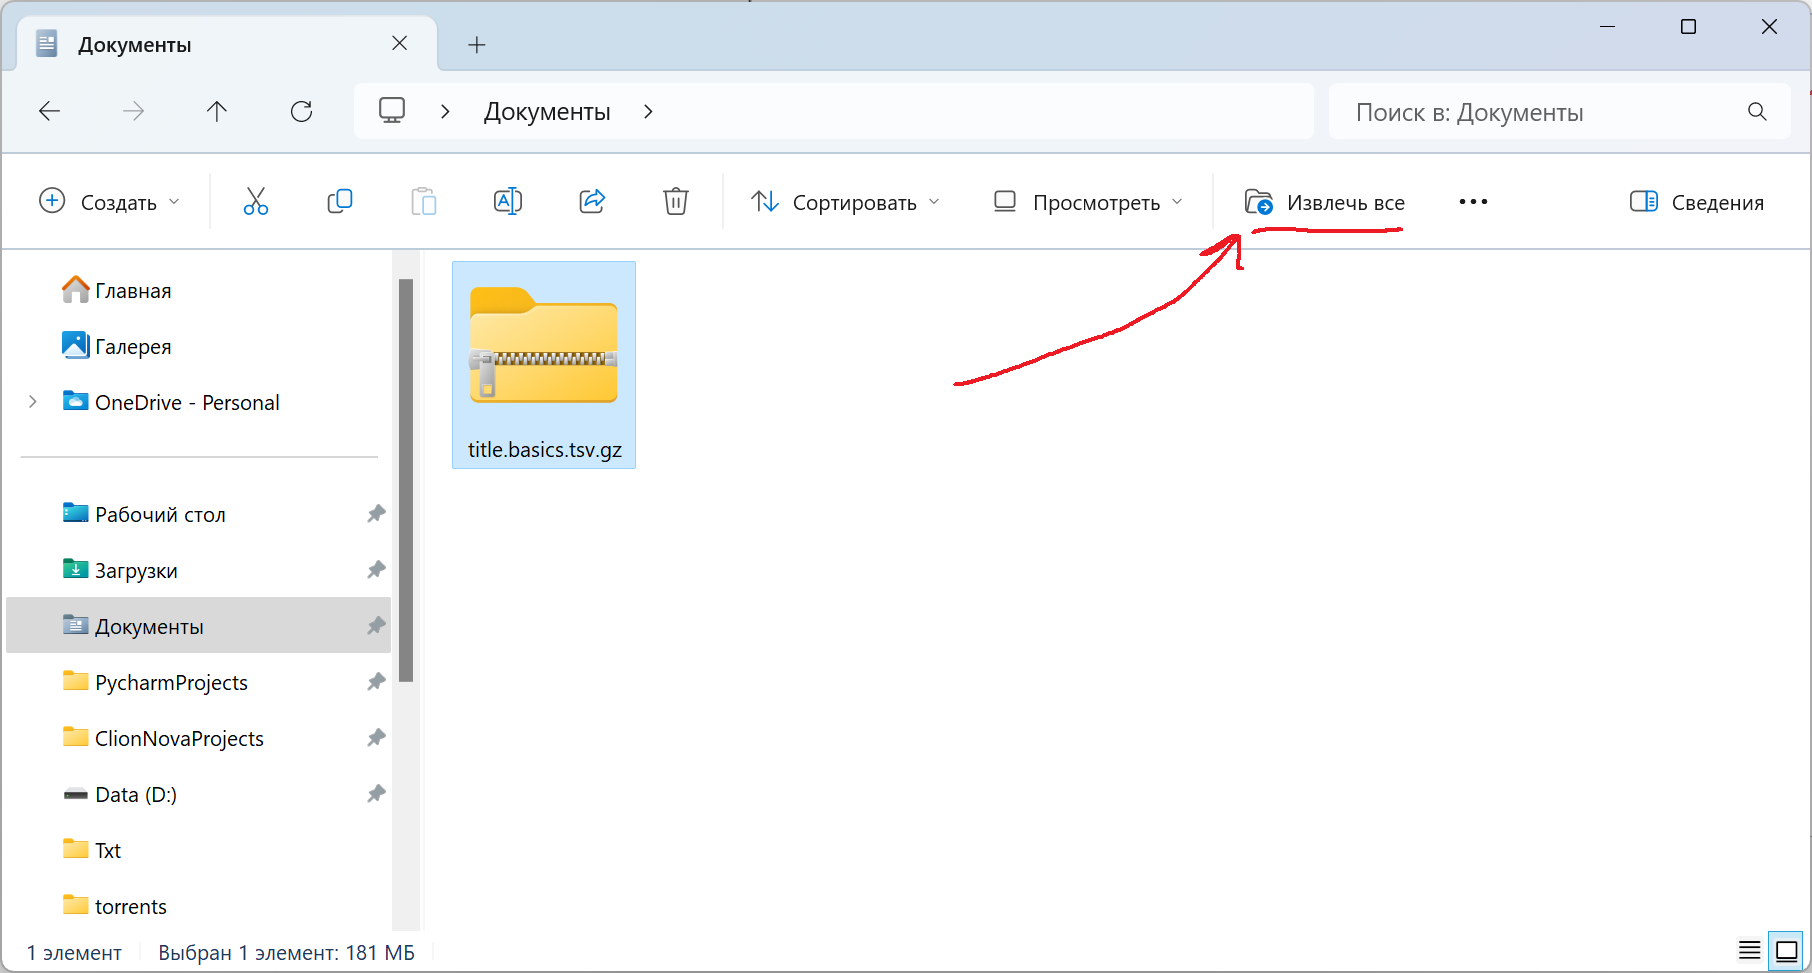 Документы
Документы
Поиск в: Документы
Создать
Сортировать
Просмотреть
Извлечь все
Сведения
Главная
Галерея
OneDrive - Personal
Рабочий стол
Загрузки
Документы
PycharmProjects
ClionNovaProjects
Data (D:)
Txt
torrents
title.basics.tsv.gz
1 элемент
Выбран 1 элемент: 181 МБ